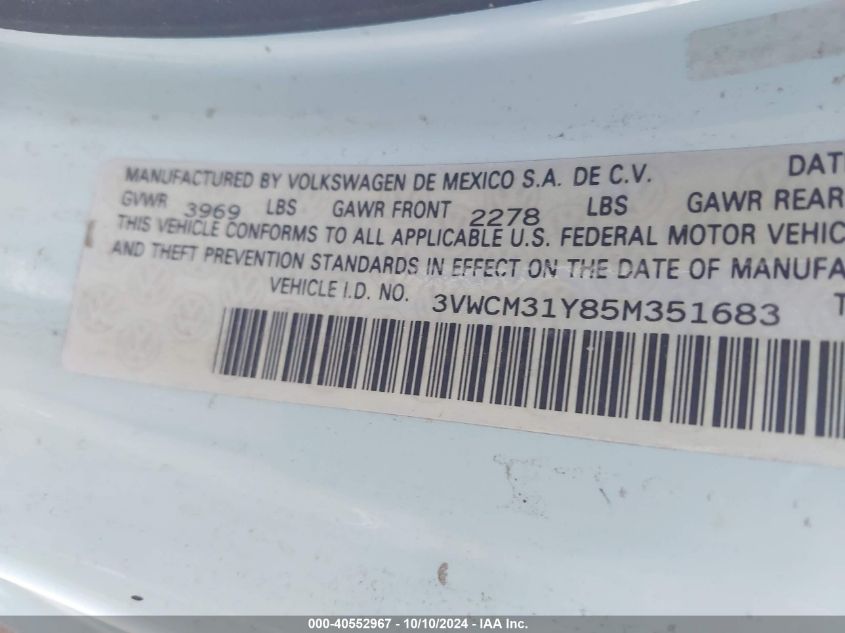 MANUFACTURED BY VOLKSWAGEN DE MEXICO S.A. DE C.V. DATE
GVWR 3969 LBS GAWR FRONT 2278 LBS GAWR REAR
THIS VEHICLE CONFORMS TO ALL APPLICABLE U.S. FEDERAL MOTOR VEHIC
AND THEFT PREVENTION STANDARDS IN EFFECT ON THE DATE OF MANUFA
VEHICLE I.D. NO. 3VWCM31Y85M351683 T
000-40552967 - 10/10/2024 - IAA Inc.